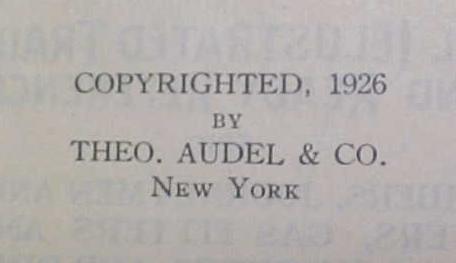 COPYRIGHTED, 1926
BY
THEO. AUDEL & CO.
NEW YORK